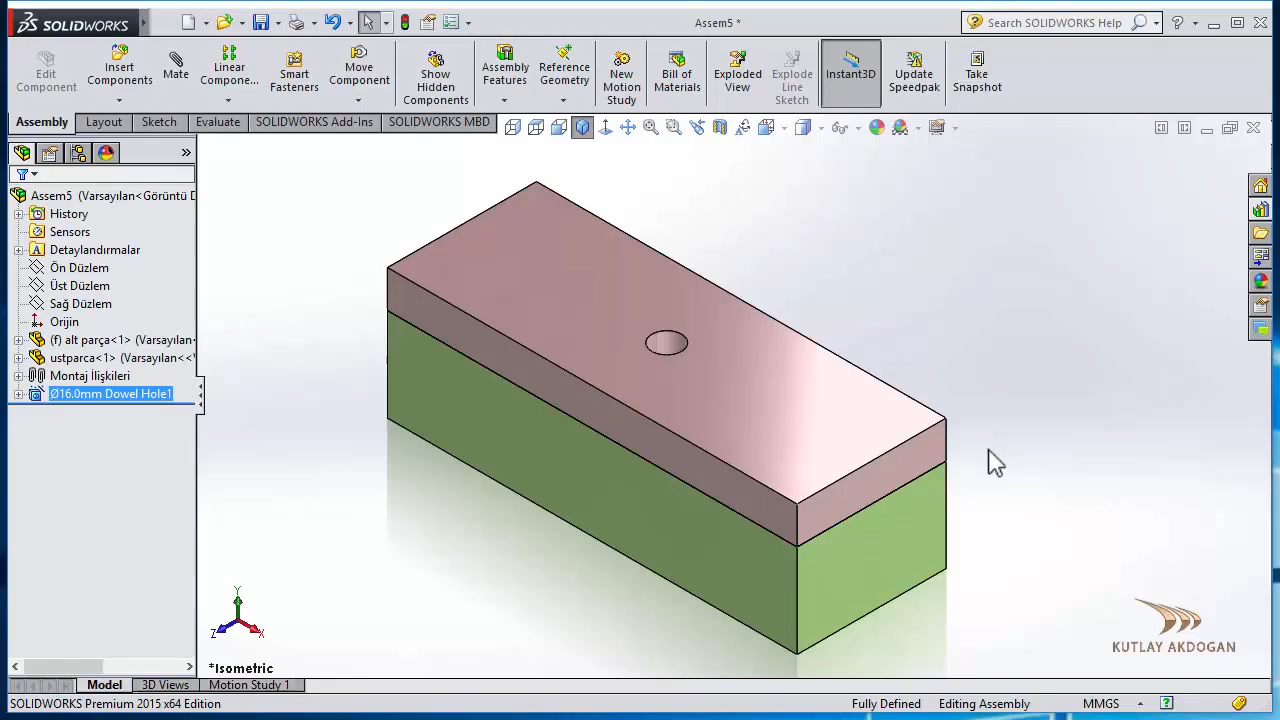 SOLIDWORKS
Assem5 *
Search SOLIDWORKS Help
Edit Component
Insert Components
Mate
Linear Compone...
Smart Fasteners
Move Component
Show Hidden Components
Assembly Features
Reference Geometry
New Motion Study
Bill of Materials
Exploded View
Explode Line Sketch
Instant3D
Update Speedpak
Take Snapshot
Assembly
Layout
Sketch
Evaluate
SOLIDWORKS Add-Ins
SOLIDWORKS MBD
Assem5 (Varsayılan<Görüntü D
History
Sensors
Detaylandırmalar
Ön Düzlem
Üst Düzlem
Sağ Düzlem
Orijin
(f) alt parça<1> (Varsayılan<
ustparca<1> (Varsayılan<<V
Montaj İlişkileri
Ø16.0mm Dowel Hole1
Y
Z
X
*Isometric
KUTLAY AKDOGAN
Model
3D Views
Motion Study 1
SOLIDWORKS Premium 2015 x64 Edition
Fully Defined
Editing Assembly
MMGS